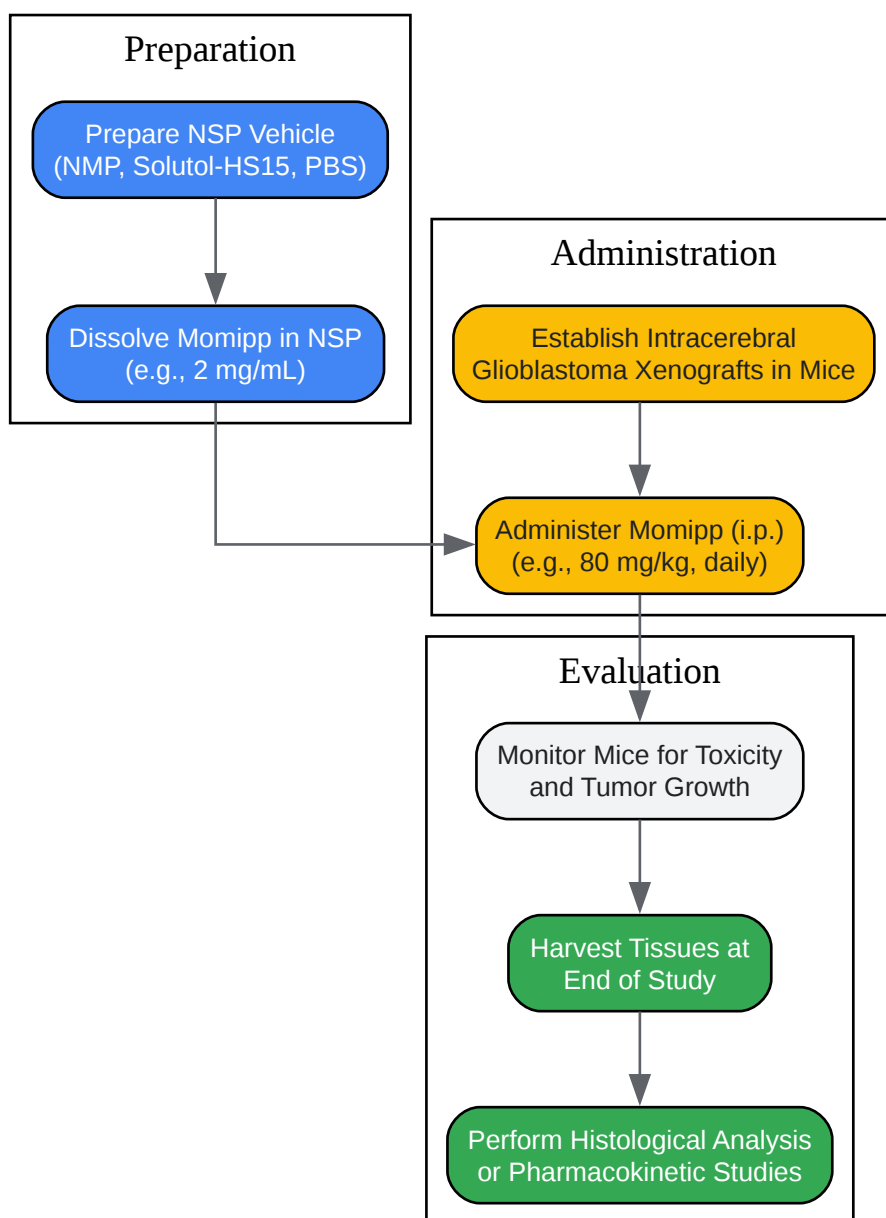 Preparation
Prepare NSP Vehicle
(NMP, Solutol-HS15, PBS)
Dissolve Momipp in NSP
(e.g., 2 mg/mL)
Administration
Establish Intracerebral
Glioblastoma Xenografts in Mice
Administer Momipp (i.p.)
(e.g., 80 mg/kg, daily)
Evaluation
Monitor Mice for Toxicity
and Tumor Growth
Harvest Tissues at
End of Study
Perform Histological Analysis
or Pharmacokinetic Studies